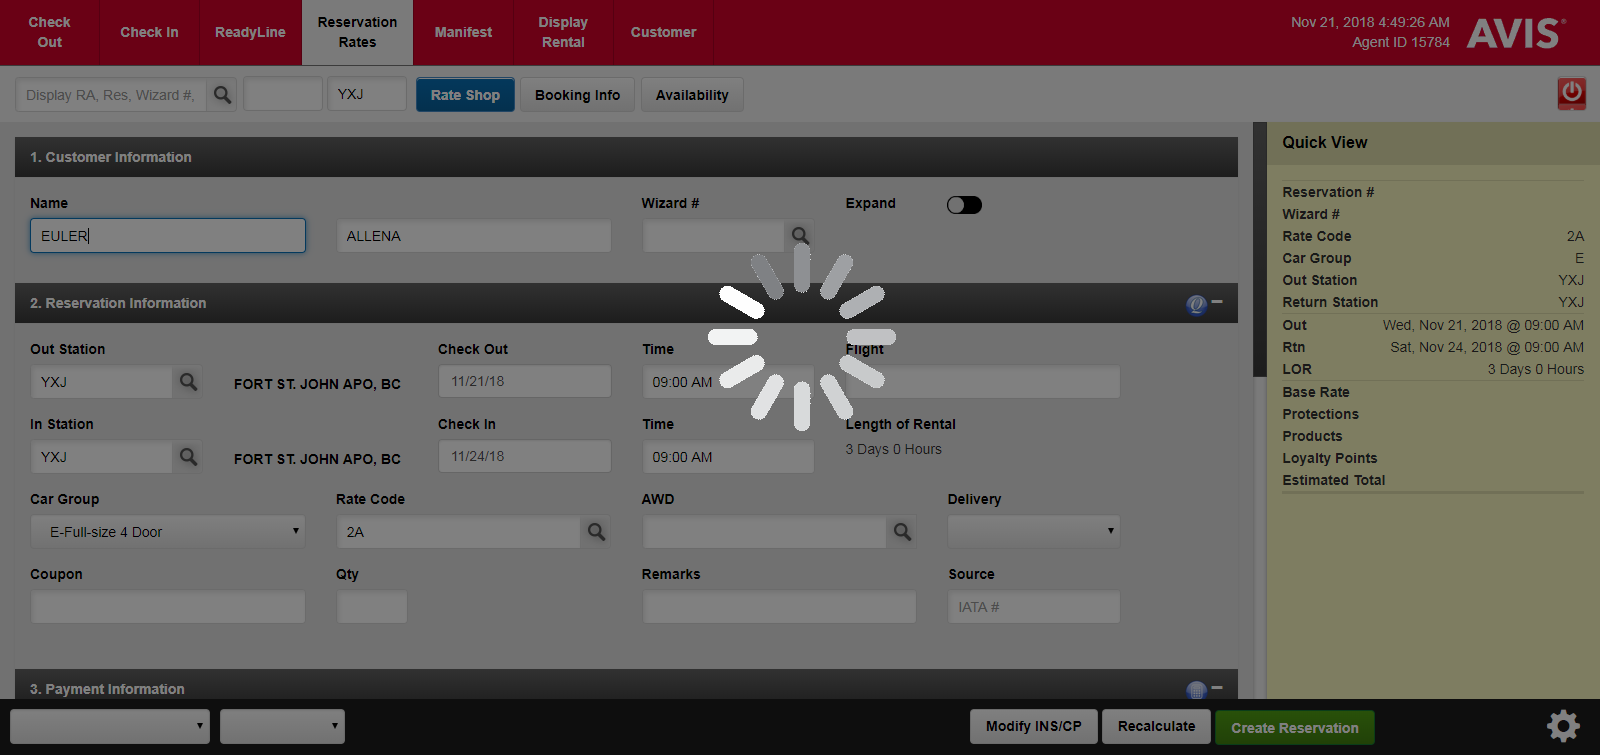 Check Out
Check In
ReadyLine
Reservation Rates
Manifest
Display Rental
Customer
Nov 21, 2018 4:49:26 AM
Agent ID 15784
AVIS
Display RA, Res, Wizard #,
YXJ
Rate Shop
Booking Info
Availability
1. Customer Information
Name
Wizard #
Expand
EULER
ALLENA
2. Reservation Information
Out Station
Check Out
Time
Flight
YXJ
FORT ST. JOHN APO, BC
11/21/18
09:00 AM
In Station
Check In
Time
Length of Rental
YXJ
FORT ST. JOHN APO, BC
11/24/18
09:00 AM
3 Days 0 Hours
Car Group
Rate Code
AWD
Delivery
E-Full-size 4 Door
2A
Coupon
Qty
Remarks
Source
IATA #
3. Payment Information
Quick View
Reservation #
Wizard #
Rate Code 2A
Car Group E
Out Station YXJ
Return Station YXJ
Out Wed, Nov 21, 2018 @ 09:00 AM
Rtn Sat, Nov 24, 2018 @ 09:00 AM
LOR 3 Days 0 Hours
Base Rate
Protections
Products
Loyalty Points
Estimated Total
Modify INS/CP
Recalculate
Create Reservation